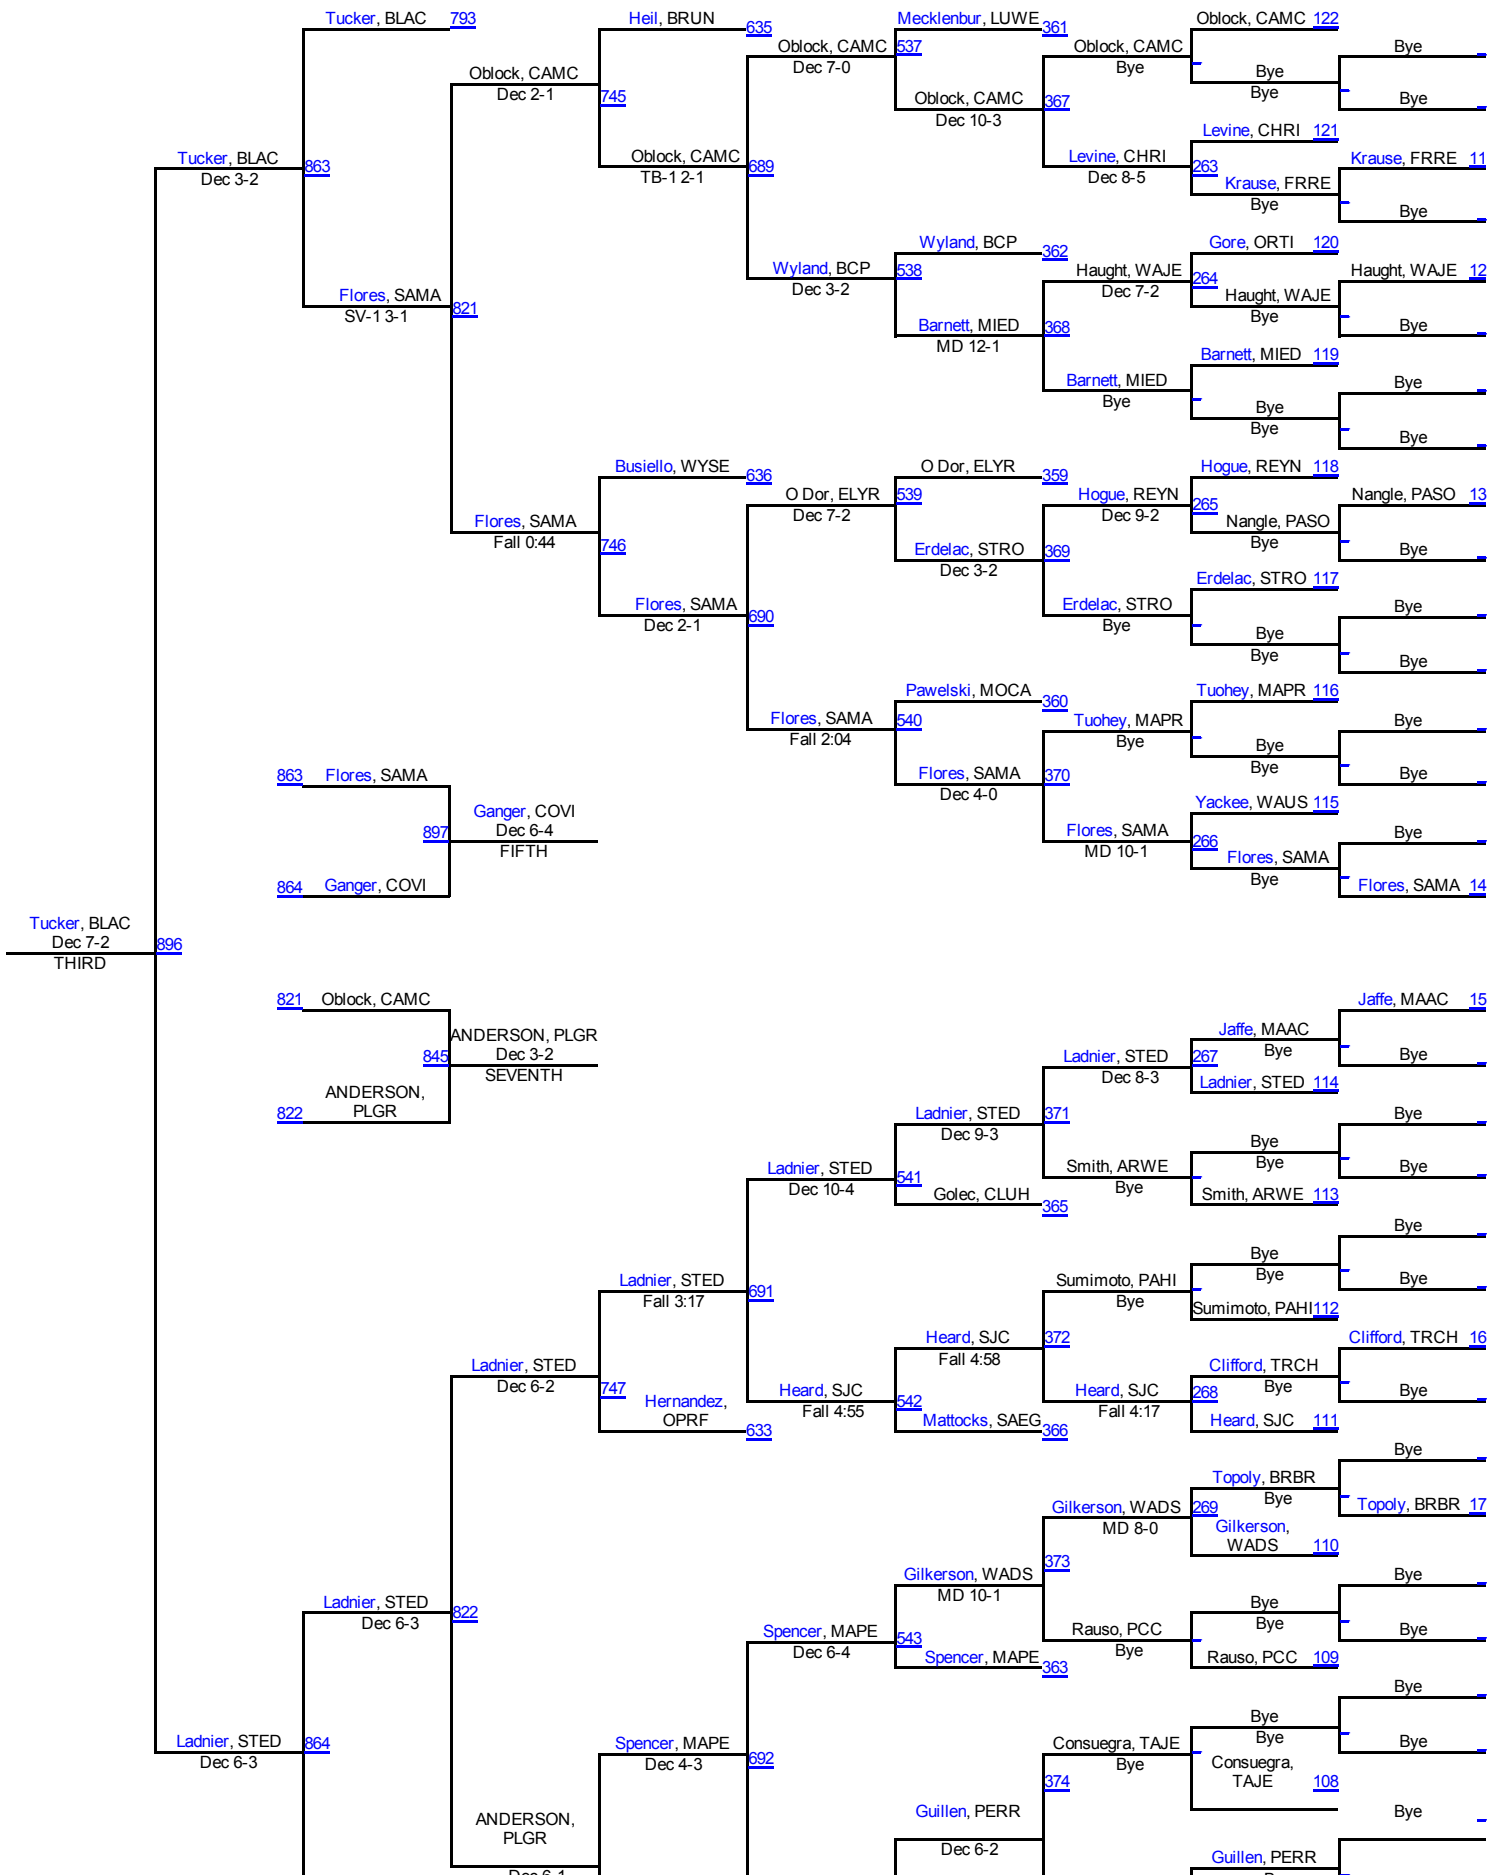 Tucker, BLAC 793
Heil, BRUN
635
Mecklenbur, LUWE
361
Oblock, CAMC 122
Oblock, CAMC 537
Dec 7-0
Oblock, CAMC
Bye
Bye
Bye
Bye
Oblock, CAMC
Dec 2-1
745
Oblock, CAMC 367
Dec 10-3
Bye
Levine, CHRI 121
Tucker, BLAC
Dec 3-2
863
Oblock, CAMC
TB-1 2-1
689
Levine, CHRI
Dec 8-5
263
Krause, FRRE 11
Krause, FRRE
Bye
Bye
Wyland, BCP
362
Gore, ORTI 120
Wyland, BCP 538
Dec 3-2
Haught, WAJE
Dec 7-2
264
Haught, WAJE 12
Haught, WAJE
Bye
Flores, SAMA
SV-1 3-1
821
Barnett, MIED 368
MD 12-1
Bye
Barnett, MIED 119
Barnett, MIED
Bye
Bye
Bye
Bye
Bye
Busiello, WYSE
636
O Dor, ELYR
359
Hogue, REYN 118
O Dor, ELYR 539
Dec 7-2
Hogue, REYN
Dec 9-2
265
Nangle, PASO 13
Flores, SAMA
Fall 0:44
746
Nangle, PASO
Bye
Erdelac, STRO 369
Dec 3-2
Bye
Erdelac, STRO 117
Flores, SAMA
Dec 2-1
690
Erdelac, STRO
Bye
Bye
Bye
Bye
Bye
Pawelski, MOCA
360
Tuohey, MAPR 116
Flores, SAMA 540
Fall 2:04
Tuohey, MAPR
Bye
Bye
Bye
Bye
863 Flores, SAMA
Flores, SAMA 370
Dec 4-0
Bye
Ganger, COVI
897 Dec 6-4
FIFTH
Yackee, WAUS 115
Flores, SAMA
MD 10-1
266
Bye
Flores, SAMA
Bye
864 Ganger, COVI
Flores, SAMA 14
Tucker, BLAC
Dec 7-2
THIRD
896
821 Oblock, CAMC
Jaffe, MAAC 15
ANDERSON, PLGR
845 Dec 3-2
SEVENTH
Jaffe, MAAC
Bye
Ladnier, STED
Dec 8-3
267
Bye
Ladnier, STED 114
ANDERSON,
822 PLGR
Ladnier, STED 371
Dec 9-3
Bye
Bye
Bye
Ladnier, STED
Dec 10-4
541
Smith, ARWE
Bye
Bye
Golec, CLUH
365
Smith, ARWE 113
Bye
Bye
Bye
Ladnier, STED 691
Fall 3:17
Sumimoto, PAHI
Bye
Bye
Sumimoto, PAHI 112
Heard, SJC 372
Fall 4:58
Clifford, TRCH 16
Ladnier, STED
Dec 6-2
747
Clifford, TRCH
Bye
Hernandez,
OPRF
633
Heard, SJC
Fall 4:55
542
Heard, SJC
Fall 4:17
268
Bye
Mattocks, SAEG
366
Heard, SJC 111
Bye
Topoly, BRBR
Bye
Gilkerson, WADS
MD 8-0
269
Topoly, BRBR 17
Gilkerson,
WADS 110
373
Gilkerson, WADS
MD 10-1
Bye
Ladnier, STED
Dec 6-3
822
Bye
Bye
Spencer, MAPE
Dec 6-4
543
Rauso, PCC
Bye
Bye
Spencer, MAPE 363
Rauso, PCC 109
Bye
Bye
Bye
Ladnier, STED
Dec 6-3
864
Spencer, MAPE
Dec 4-3
692
Consuegra, TAJE
Bye
Bye
Consuegra,
TAJE 108
374
Guillen, PERR
Dec 6-2
Bye
ANDERSON,
PLGR
Dec 6-1
Guillen, PERR